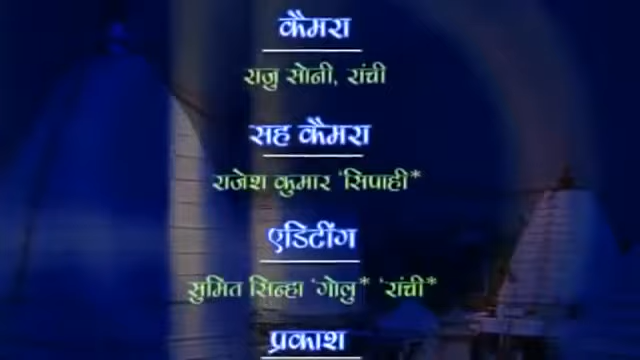 कैमरा
राजु सोनी, रांची
सह कैमरा
राजेश कुमार 'सिपाही*
एडिटींग
सुमित सिन्हा 'गोलु* 'रांची*
प्रकाश